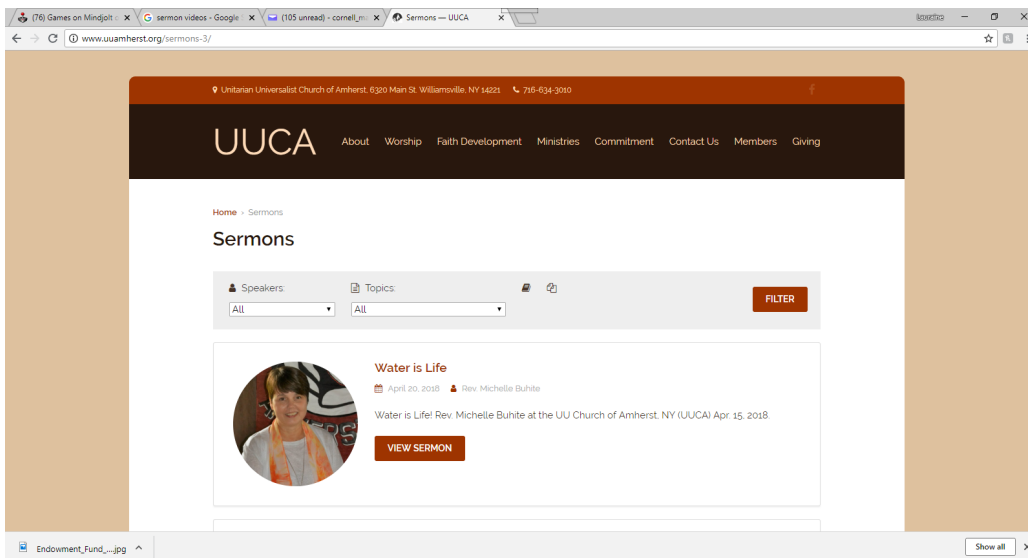 (76) Games on Mindjolt
sermon videos - Google
(105 unread) - cornell_m
Sermons — UUCA
www.uuamherst.org/sermons-3/
Unitarian Universalist Church of Amherst, 6320 Main St. Williamsville, NY 14221 716-634-3010
UUCA
About Worship Faith Development Ministries Commitment Contact Us Members Giving
Home › Sermons
Sermons
Speakers: Topics:
All All
FILTER
Water is Life
April 20, 2018 Rev. Michelle Buhite
Water is Life! Rev. Michelle Buhite at the UU Church of Amherst, NY (UUCA) Apr. 15, 2018.
VIEW SERMON
Endowment_Fund_....jpg
Show all